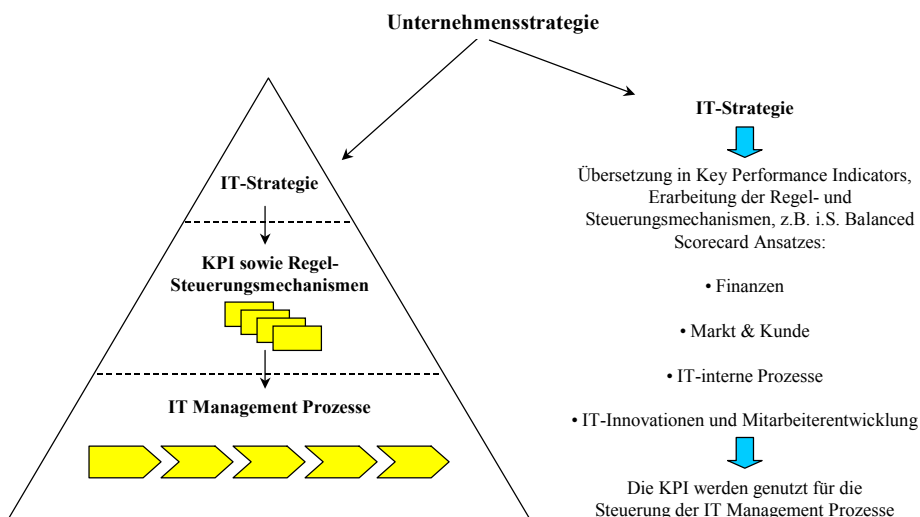 Unternehmensstrategie
IT-Strategie
KPI sowie Regel-
Steuerungsmechanismen
IT Management Prozesse
IT-Strategie
Übersetzung in Key Performance Indicators,
Erarbeitung der Regel- und
Steuerungsmechanismen, z.B. i.S. Balanced
Scorecard Ansatzes:
• Finanzen
• Markt & Kunde
• IT-interne Prozesse
• IT-Innovationen und Mitarbeiterentwicklung
Die KPI werden genutzt für die
Steuerung der IT Management Prozesse